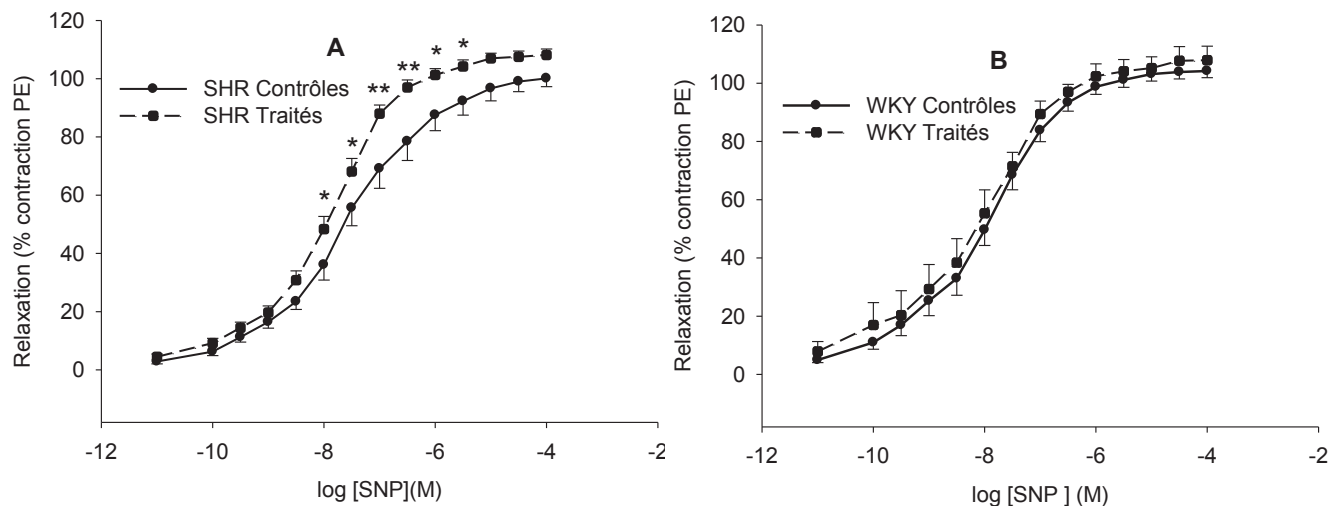 A
SHR Contrôles
SHR Traités
* * ** ** * *
Relaxation (% contraction PE)
120
100
80
60
40
20
0
-12 -10 -8 -6 -4 -2
log [SNP](M)
B
WKY Contrôles
WKY Traités
Relaxation (% contraction PE)
120
100
80
60
40
20
0
-12 -10 -8 -6 -4 -2
log [SNP ] (M)